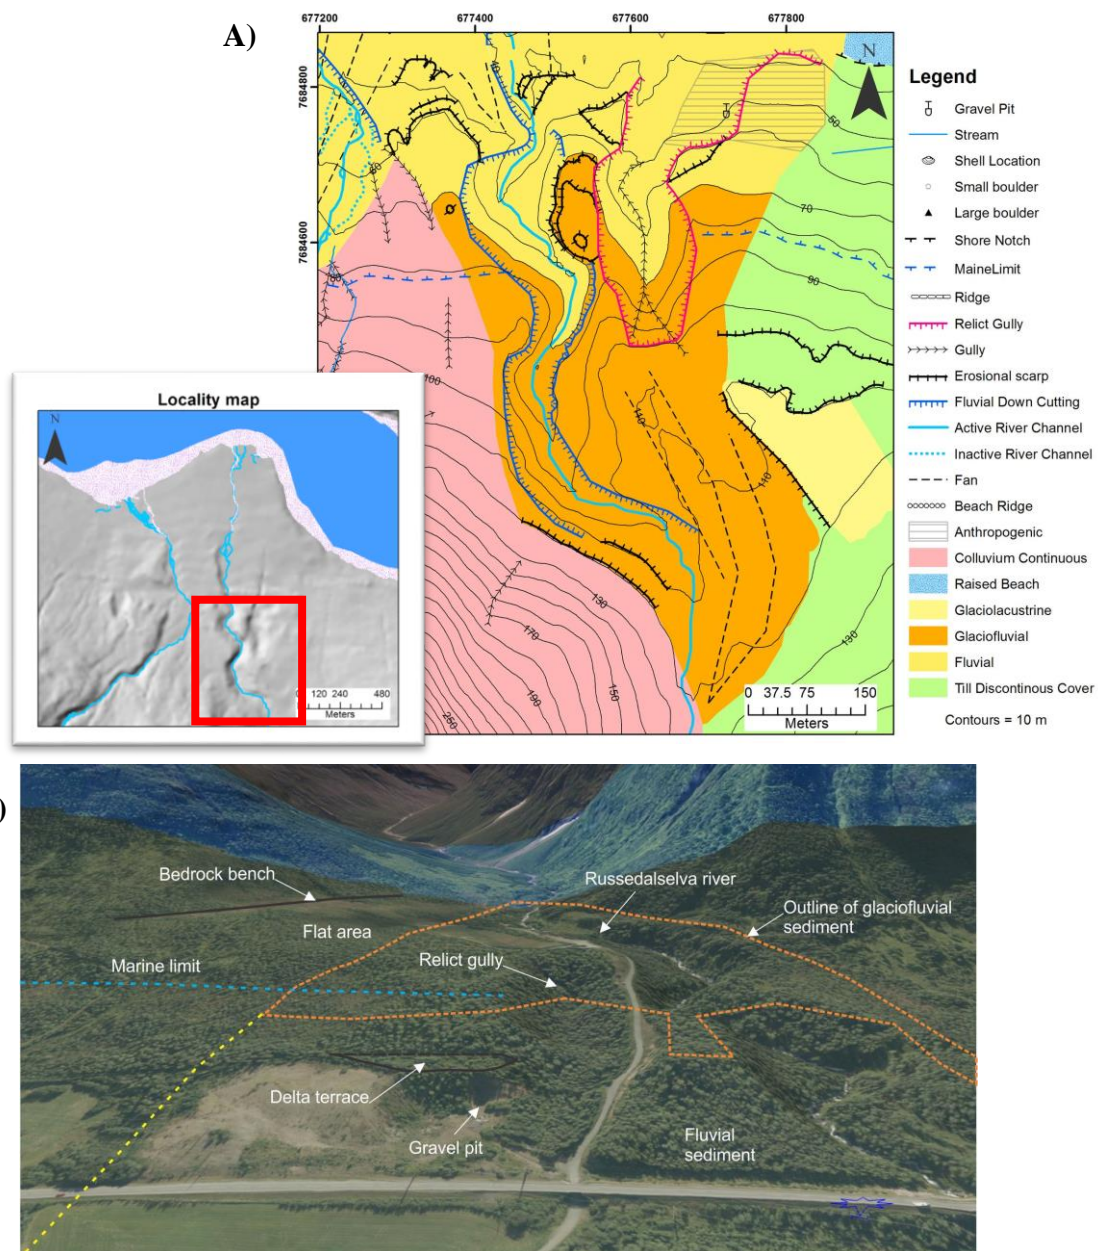 A)
677200
677400
677600
677800
7684800
7684600
N
60
70
90
80
100
110
110
130
130
170
190
150
250
0 37.5 75 150
Meters
Legend
Gravel Pit
Stream
Shell Location
Small boulder
Large boulder
Shore Notch
MaineLimit
Ridge
Relict Gully
Gully
Erosional scarp
Fluvial Down Cutting
Active River Channel
Inactive River Channel
Fan
Beach Ridge
Anthropogenic
Colluvium Continuous
Raised Beach
Glaciolacustrine
Glaciofluvial
Fluvial
Till Discontinous Cover
Contours = 10 m
Locality map
N
120 240 480
Meters
)
Bedrock bench
Russedalselva river
Outline of glaciofluvial
sediment
Flat area
Marine limit
Relict gully
Delta terrace
Gravel pit
Fluvial
sediment